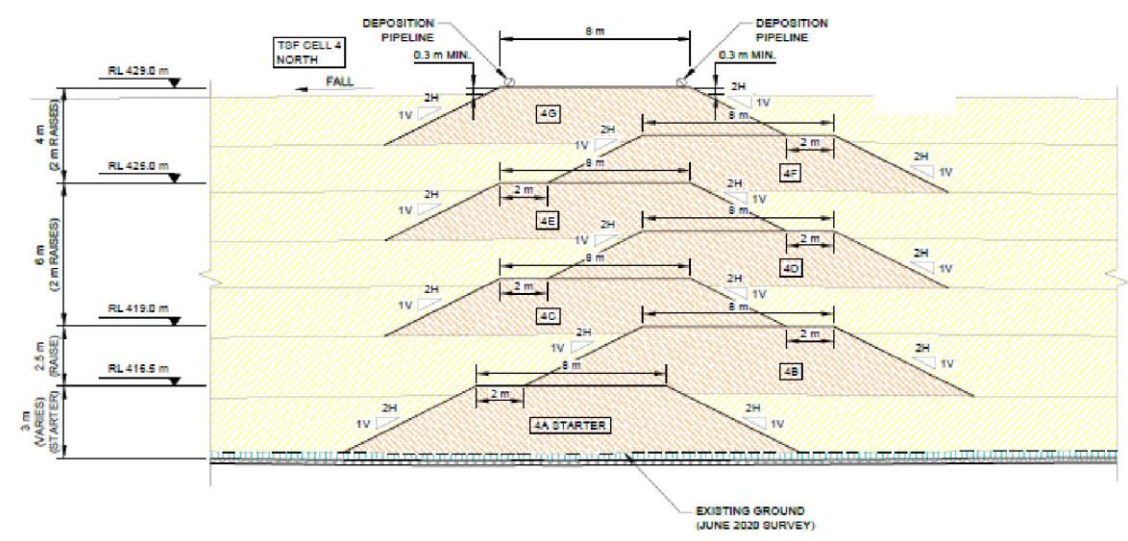 DEPOSITION
PIPELINE
8 m
DEPOSITION
PIPELINE
TSF CELL 4
NORTH
0.3 m MIN.
0.3 m MIN.
RL 429.0 m
FALL
2H
1V
4G
2H
1V
8 m
4 m
(2 m RAISES)
2H
1V
2 m
RL 425.0 m
8 m
4F
2H
1V
2H
1V
2 m
4E
2H
1V
8 m
2H
1V
2 m
6 m
(2 m RAISES)
8 m
4D
2H
1V
2H
1V
2 m
4C
2H
1V
8 m
RL 419.0 m
2H
1V
2 m
2.5 m
(RAISE)
8 m
4B
2H
1V
RL 416.5 m
2 m
3 m
(VARIES)
(STARTER)
2H
1V
4A STARTER
2H
1V
EXISTING GROUND
(JUNE 2020 SURVEY)